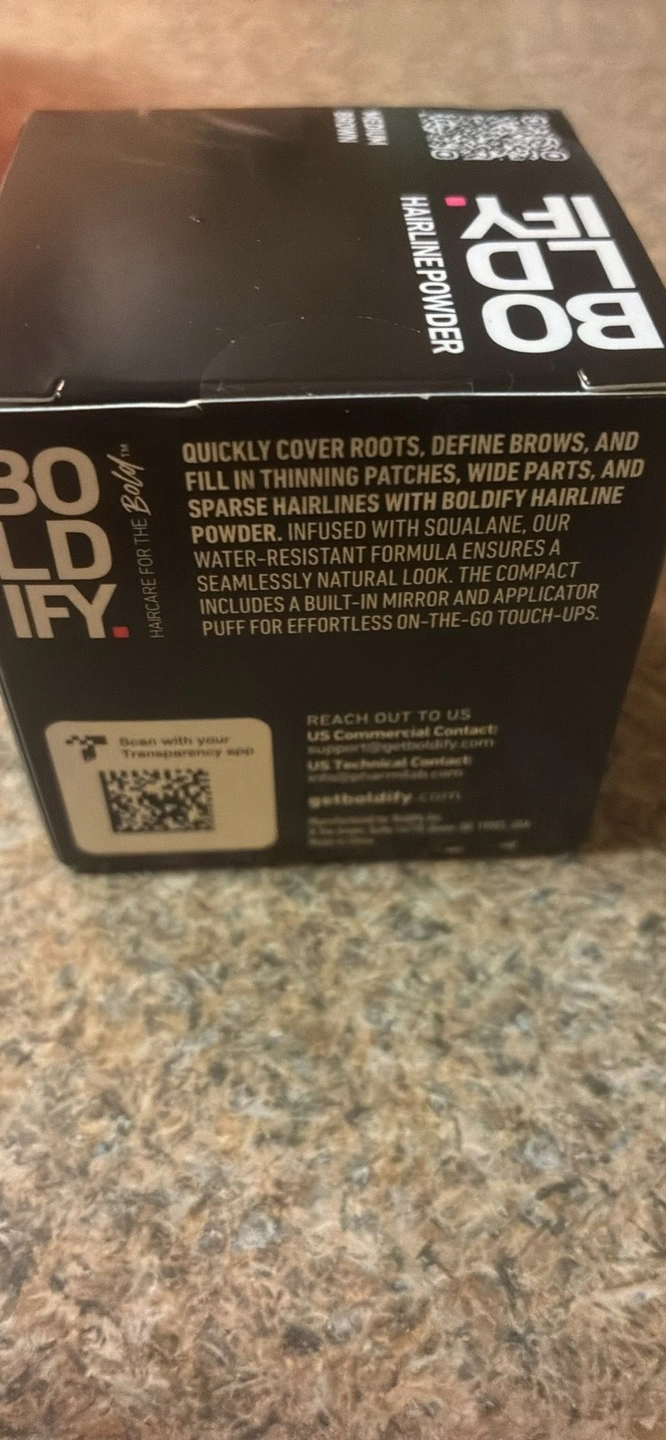 MEDIUM
BROWN
BOLDIFY.
HAIRLINE POWDER
BO
LD
IFY.
HAIRCARE FOR THE Bold™
QUICKLY COVER ROOTS, DEFINE BROWS, AND
FILL IN THINNING PATCHES, WIDE PARTS, AND
SPARSE HAIRLINES WITH BOLDIFY HAIRLINE
POWDER. INFUSED WITH SQUALANE, OUR
WATER-RESISTANT FORMULA ENSURES A
SEAMLESSLY NATURAL LOOK. THE COMPACT
INCLUDES A BUILT-IN MIRROR AND APPLICATOR
PUFF FOR EFFORTLESS ON-THE-GO TOUCH-UPS.
Scan with your
Transparency app
REACH OUT TO US
US Commercial Contact:
support@getboldify.com
US Technical Contact:
getboldify.com